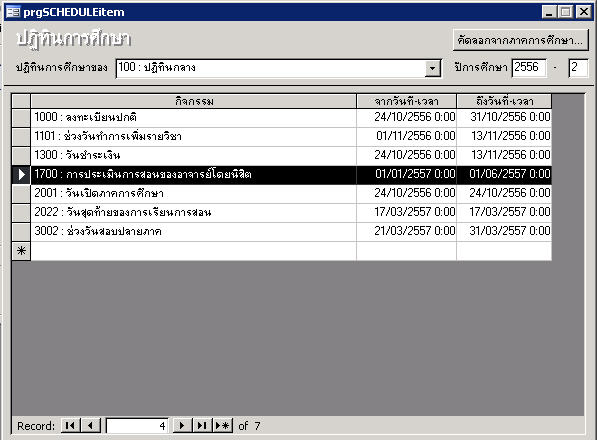 prgSCHEDULEitem
ปฏิทินการศึกษา
คัดลอกจากภาคการศึกษา...
ปฏิทินการศึกษาของ 100 : ปฏิทินกลาง ปีการศึกษา 2556 - 2
กิจกรรม จากวันที่-เวลา ถึงวันที่-เวลา
1000 : ลงทะเบียนปกติ 24/10/2556 0:00 31/10/2556 0:00
1101 : ช่วงวันทำการเพิ่มรายวิชา 01/11/2556 0:00 13/11/2556 0:00
1300 : วันชำระเงิน 24/10/2556 0:00 13/11/2556 0:00
1700 : การประเมินการสอนของอาจารย์โดยนิสิต 01/01/2557 0:00 01/06/2557 0:00
2001 : วันเปิดภาคการศึกษา 24/10/2556 0:00 24/10/2556 0:00
2022 : วันสุดท้ายของการเรียนการสอน 17/03/2557 0:00 17/03/2557 0:00
3002 : ช่วงวันสอบปลายภาค 21/03/2557 0:00 31/03/2557 0:00
Record: 4 of 7